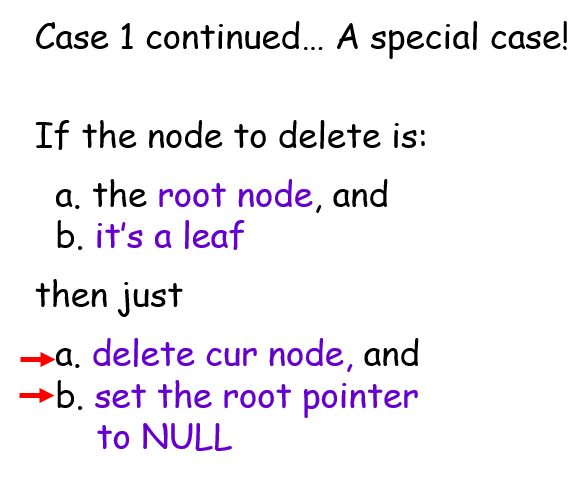 Case 1 continued… A special case!
If the node to delete is:
a. the root node, and
b. it's a leaf
then just
a. delete cur node, and
b. set the root pointer
to NULL